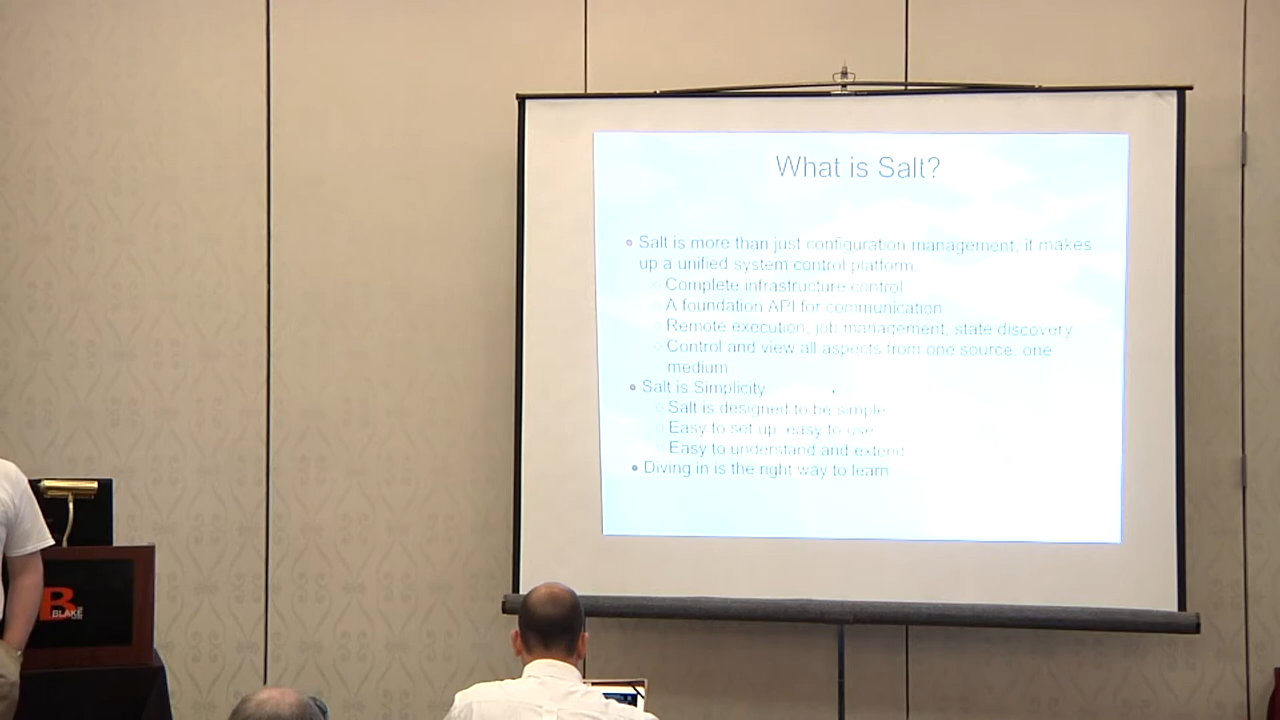 What is Salt?
Salt is more than just configuration management, it makes
up a unified system control platform.
Complete infrastructure control
A foundation API for communication
Remote execution, job management, state discovery
Control and view all aspects from one source, one
medium
Salt is Simplicity
Salt is designed to be simple
Easy to set up, easy to use
Easy to understand and extend
Diving in is the right way to learn
B
BLAKE